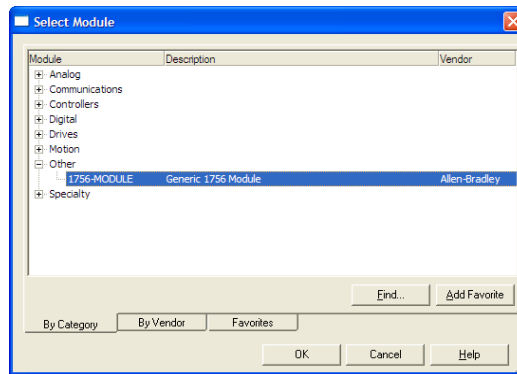 Select Module
Module Description Vendor
Analog
Communications
Controllers
Digital
Drives
Motion
Other
1756-MODULE Generic 1756 Module Allen-Bradley
Specialty
Find... Add Favorite
By Category By Vendor Favorites
OK Cancel Help